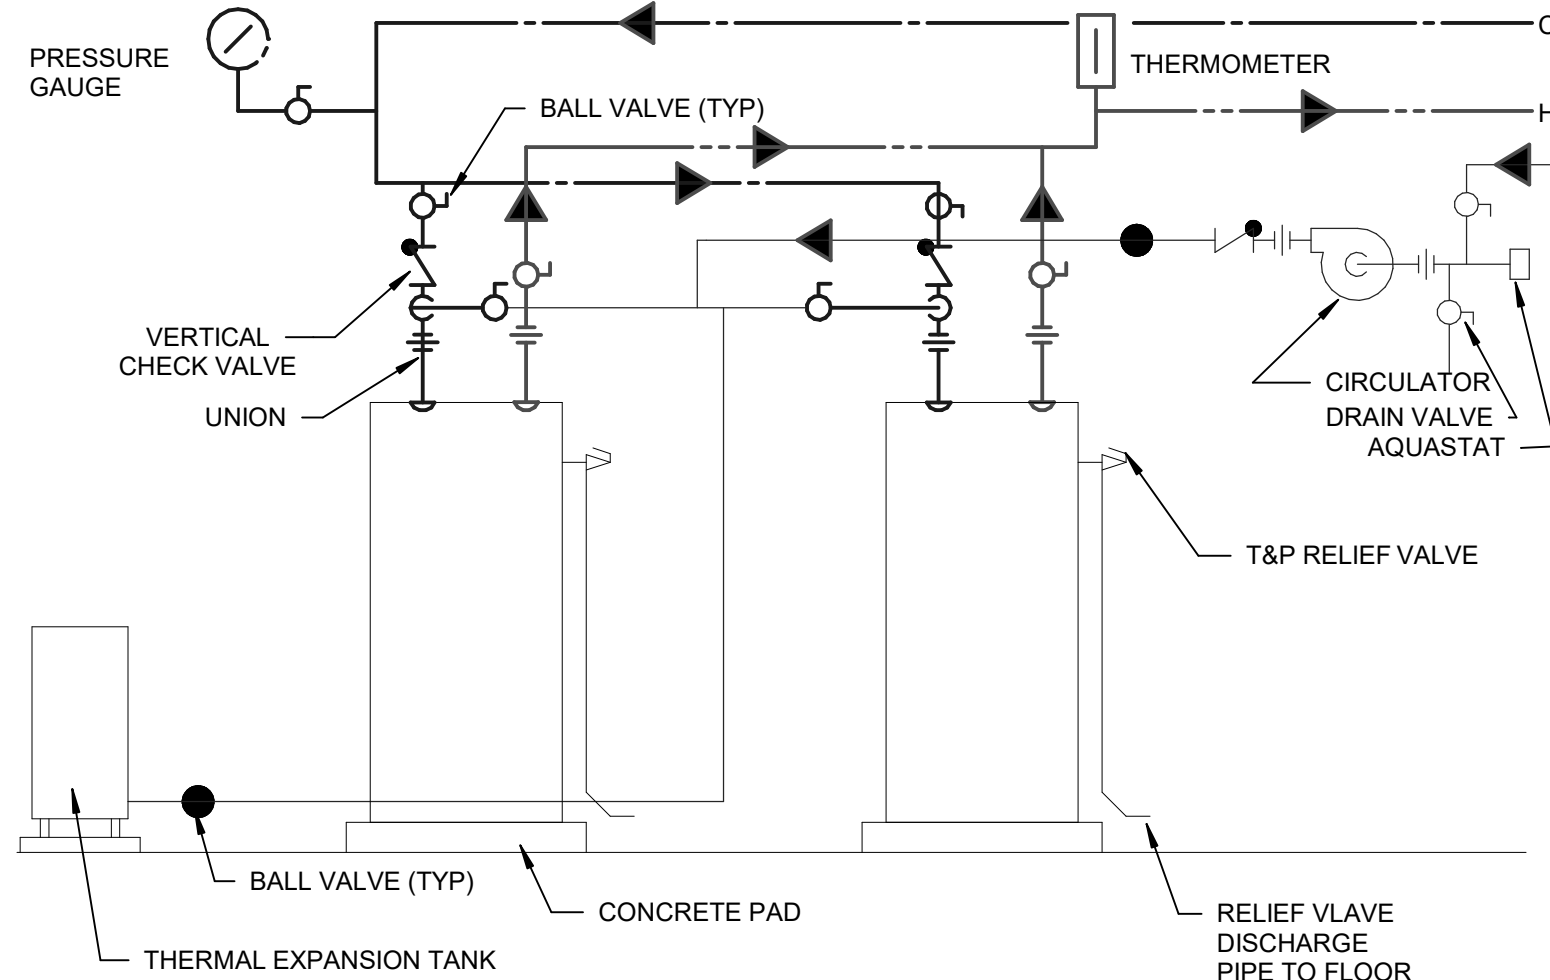 PRESSURE
GAUGE
BALL VALVE (TYP)
THERMOMETER
C
H
VERTICAL
CHECK VALVE
UNION
CIRCULATOR
DRAIN VALVE
AQUASTAT
T&P RELIEF VALVE
BALL VALVE (TYP)
CONCRETE PAD
THERMAL EXPANSION TANK
RELIEF VLAVE
DISCHARGE
PIPE TO FLOOR